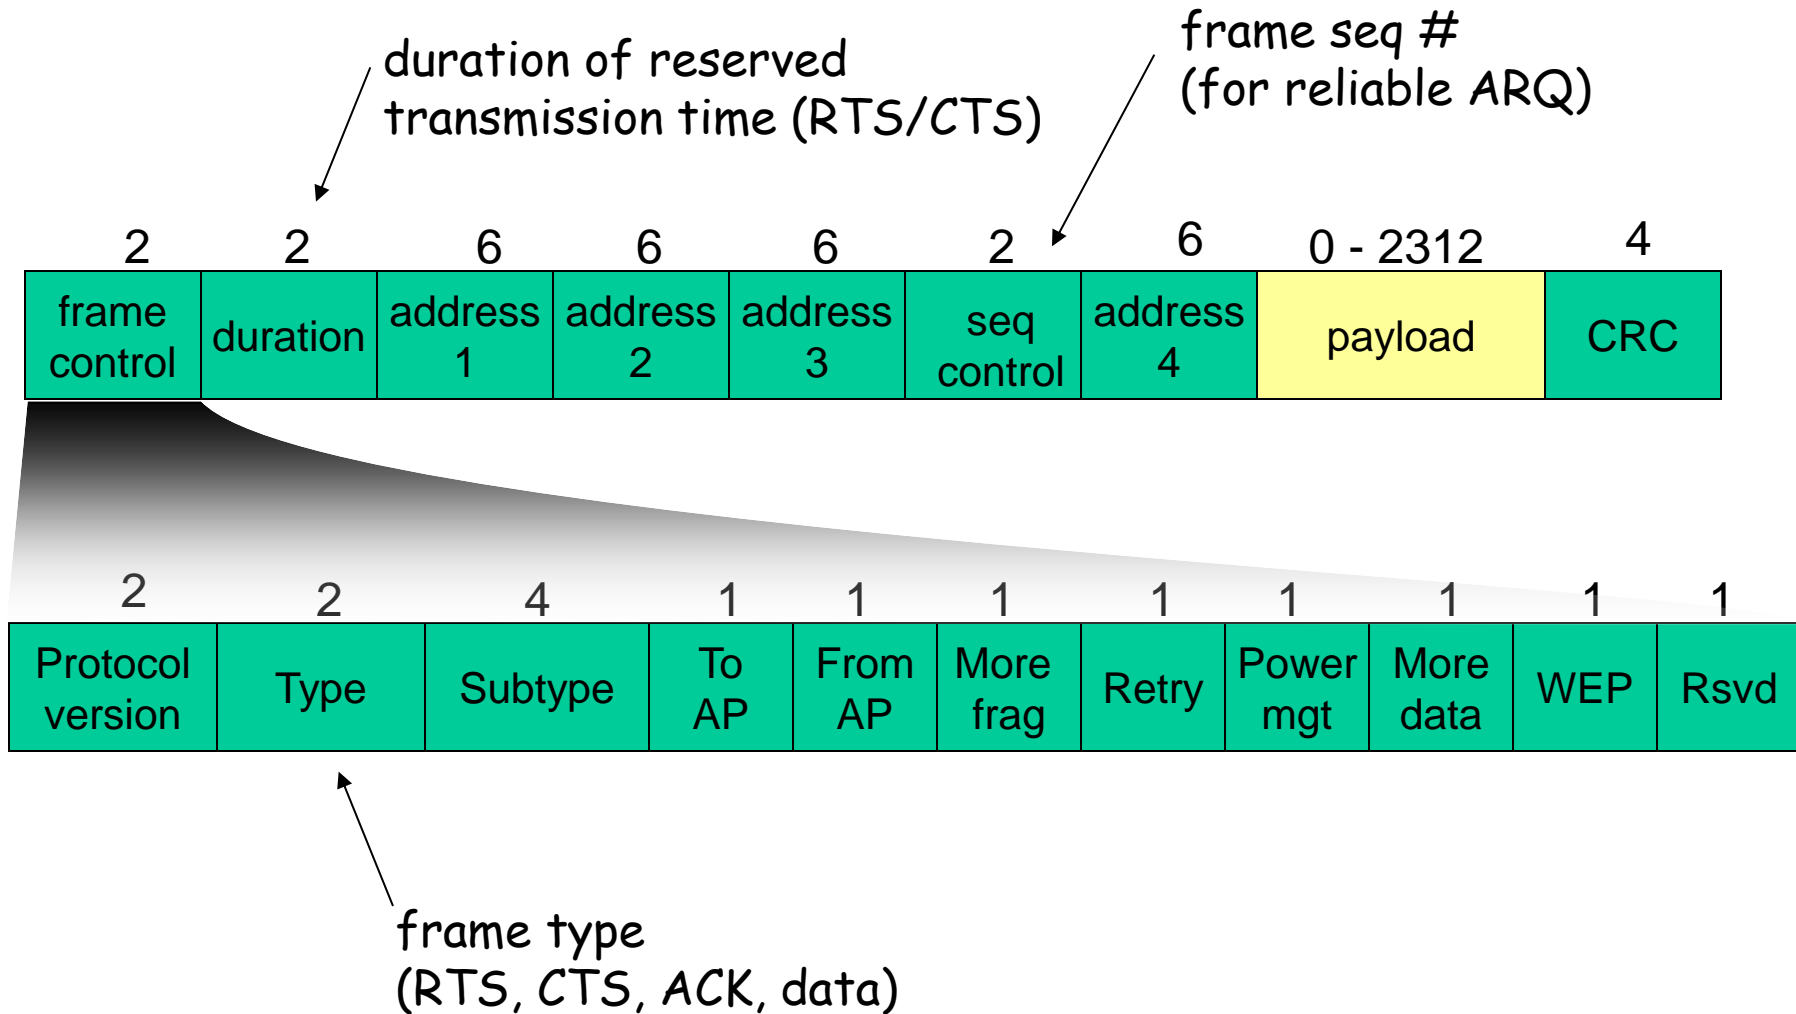 duration of reserved
transmission time (RTS/CTS)
frame seq #
(for reliable ARQ)
2 2 6 6 6 2 6 0 - 2312 4
frame
control
duration
address
1
address
2
address
3
seq
control
address
4
payload
CRC
2 2 4 1 1 1 1 1 1 1 1
Protocol
version
Type
Subtype
To
AP
From
AP
More
frag
Retry
Power
mgt
More
data
WEP
Rsvd
frame type
(RTS, CTS, ACK, data)